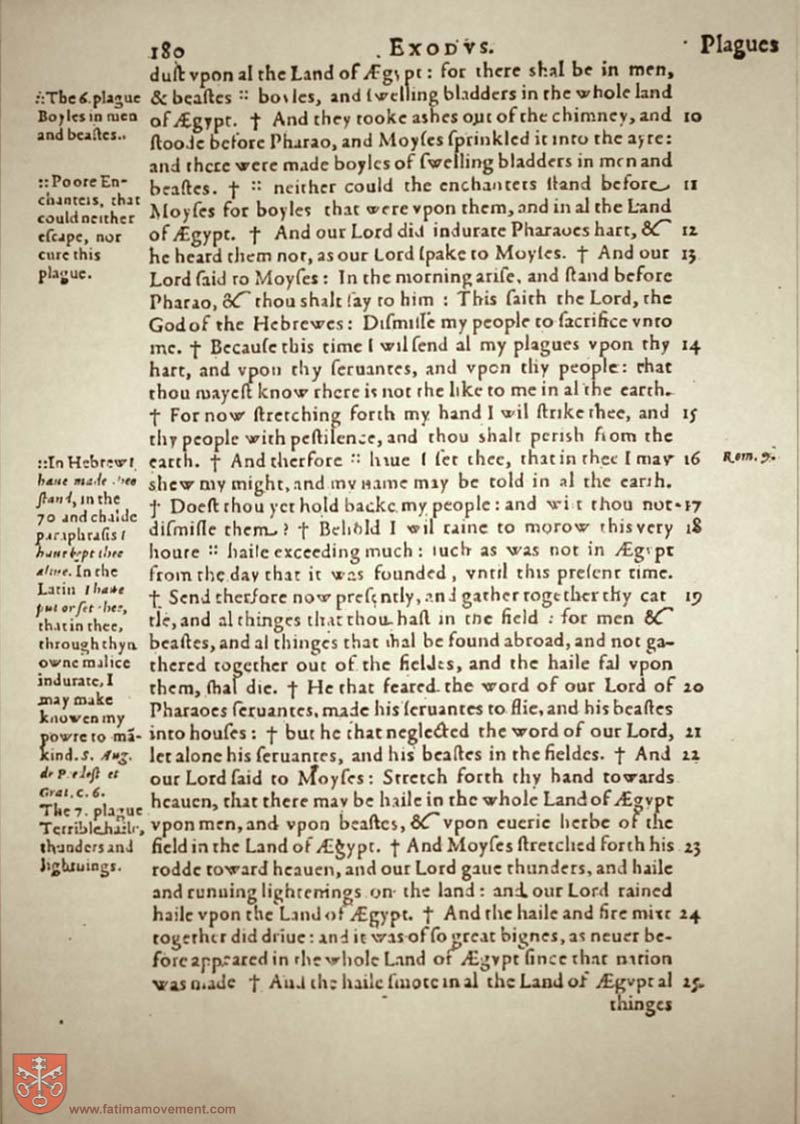 180
EXODVS.
Plagues
duſt vpon al the Land of Ægypt: for there shal be in men,
& beaſtes :: boyles, and ſwelling bladders in the whole land
of Ægypt. † And they tooke ashes out of the chimney, and 10
ſtoode before Pharao, and Moyſes ſprinkled it into the ayre:
and there were made boyles of ſwelling bladders in men and
beaſtes. † :: neither could the enchanters ſtand before 11
Moyſes for boyles that were vpon them, and in al the Land
of Ægypt. † And our Lord did indurate Pharaoes hart, & 12
he heard them not, as our Lord ſpake to Moyſes. † And our 13
Lord ſaid to Moyſes: In the morning ariſe, and ſtand before
Pharao, & thou shalt ſay to him : This ſaith the Lord, the
God of the Hebrewes: Diſmiſſe my people to ſacrifice vnto
me. † Becauſe this time I wil ſend al my plagues vpon thy 14
hart, and vpon thy ſeruantes, and vpon thy people: that
thou mayeſt know there is not the like to me in al the earth.
† For now ſtretching forth my hand I wil ſtrike thee, and 15
thy people with peſtilence, and thou shalt perish from the
earth. † And therfore :: haue I ſet thee, that in thee I may 16
shew my might, and my name may be told in al the earth.
† Doeſt thou yet hold backe my people: and wilt thou not 17
diſmiſſe them? † Behold I wil raine to morow this very 18
houre :: haile exceeding much: ſuch as was not in Ægypt
from the day that it was founded, vntil this preſent time.
† Send therfore now preſently, and gather together thy cat 19
tle, and al thinges that thou haſt in the field : for men &
beaſtes, and al thinges that shal be found abroad, and not ga-
thered together out of the fieldes, and the haile fal vpon
them, shal die. † He that feared the word of our Lord of 20
Pharaoes ſeruantes, made his ſeruantes to flie, and his beaſtes
into houſes: † but he that neglected the word of our Lord, 21
let alone his ſeruantes, and his beaſtes in the fieldes. † And 22
our Lord ſaid to Moyſes: Stretch forth thy hand towards
heauen, that there may be haile in the whole Land of Ægypt
vpon men, and vpon beaſtes, & vpon euerie herbe of the
field in the Land of Ægypt. † And Moyſes ſtretched forth his 23
rodde toward heauen, and our Lord gaue thunders, and haile
and running lightenings on the land: and our Lord rained
haile vpon the Land of Ægypt. † And the haile and fire mixt 24
together did driue: and it was of ſo great bignes, as neuer be-
fore appeared in the whole Land of Ægypt ſince that nation
was made † And the haile ſmote in al the Land of Ægypt al 25.
thinges
::The 6. plague
Boyles in men
and beaſtes.
::Poore En-
chanters, that
could neither
eſcape, nor
cure this
plague.
::In Hebrew I
haue made thee
ſtand, in the
70 and chalde
paraphraſis I
haue kept thee
aliue. In the
Latin I haue
put or ſet thee,
that in thee,
through thyn
owne malice
indurate, I
may make
knowen my
powre to mā-
kind. S. Aug.
de Predeſt et
Grat. c. 6.
The 7. plague
Terrible haile,
thunders and
lightnings.
Rom. 9.
www.fatimamovement.com